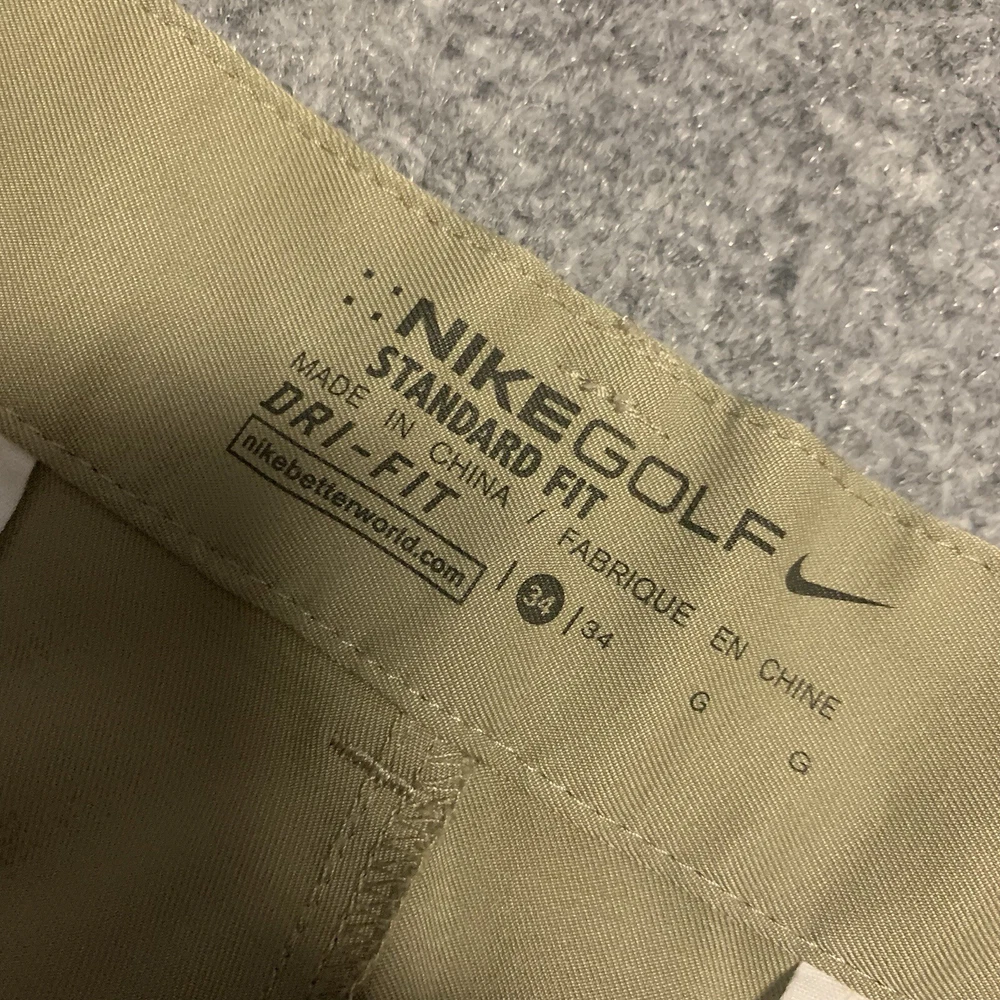 NIKEGOLF
STANDARD FIT
MADE IN CHINA / FABRIQUE EN CHINE
DRI-FIT
nikebetterworld.com | 34 | 34
G G